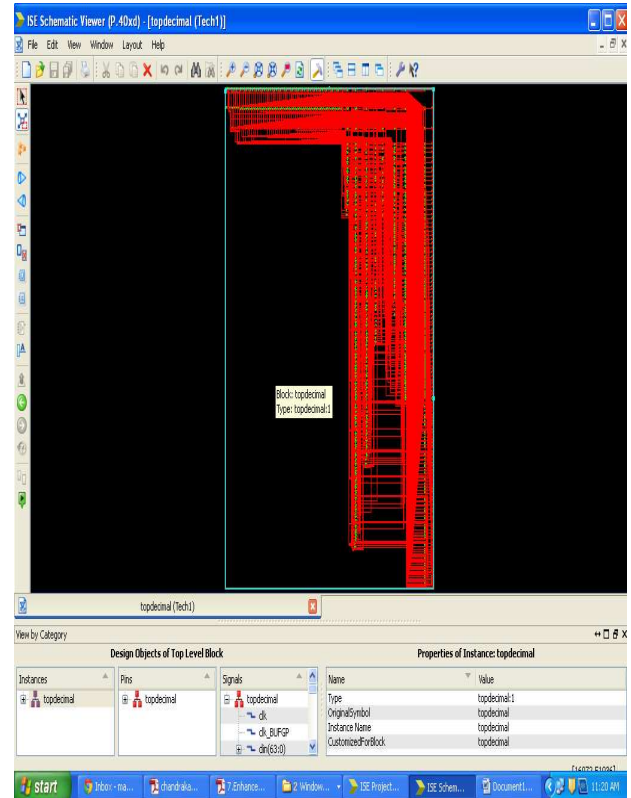 ISE Schematic Viewer (P.40xd) - [topdecimal (Tech1)]
File Edit View Window Layout Help
Block: topdecimal
Type: topdecimal:1
topdecimal (Tech1)
View by Category
Design Objects of Top Level Block
Properties of Instance: topdecimal
Instances Pins Signals Name Value
topdecimal topdecimal topdecimal Type topdecimal:1
clk OriginalSymbol topdecimal
clk_BUFGP Instance Name topdecimal
din(63:0) CustomizedForBlock topdecimal
start Inbox - ma... chandraka... 7.Enhance... 2 Window... ISE Project... ISE Schem... Document1... 11:20 AM